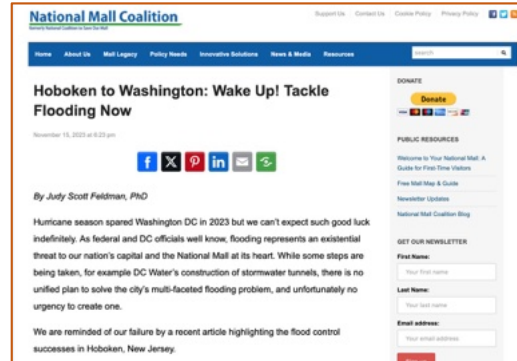 National Mall Coalition
formerly National Coalition to Save Our Mall
Support Us Contact Us Cookie Policy Privacy Policy
Home About Us Mall Legacy Policy Needs Innovative Solutions News & Media Resources
search
Hoboken to Washington: Wake Up! Tackle
Flooding Now
November 15, 2023 at 6:23 pm
By Judy Scott Feldman, PhD
Hurricane season spared Washington DC in 2023 but we can't expect such good luck
indefinitely. As federal and DC officials well know, flooding represents an existential
threat to our nation's capital and the National Mall at its heart. While some steps are
being taken, for example DC Water's construction of stormwater tunnels, there is no
unified plan to solve the city's multi-faceted flooding problem, and unfortunately no
urgency to create one.
We are reminded of our failure by a recent article highlighting the flood control
successes in Hoboken, New Jersey.
DONATE
Donate
PUBLIC RESOURCES
Welcome to Your National Mall: A
Guide for First-Time Visitors
Free Mall Map & Guide
Newsletter Updates
National Mall Coalition Blog
GET OUR NEWSLETTER
First Name:
Your first name
Last Name:
Your last name
Email address:
Your email address